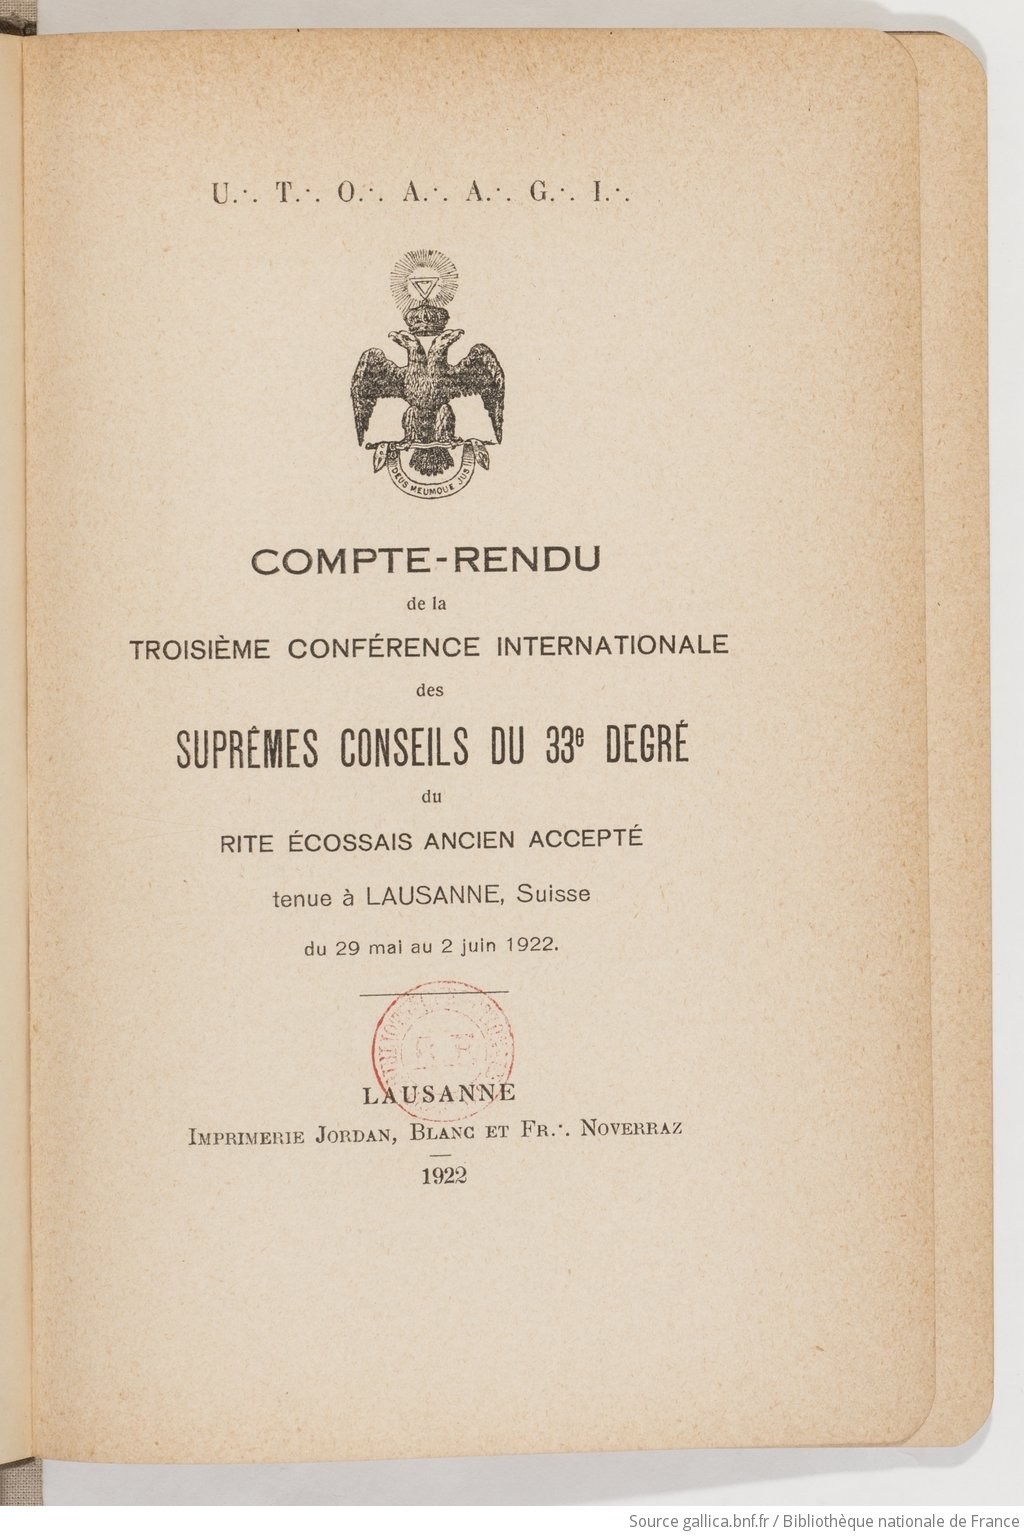 U.∴ T.∴ O.∴ A.∴ A.∴ G.∴ I.∴
DEUS MEUMQUE JUS
COMPTE-RENDU
de la
TROISIÈME CONFÉRENCE INTERNATIONALE
des
SUPRÊMES CONSEILS DU 33e DEGRÉ
du
RITE ÉCOSSAIS ANCIEN ACCEPTÉ
tenue à LAUSANNE, Suisse
du 29 mai au 2 juin 1922.
LAUSANNE
IMPRIMERIE JORDAN, BLANC ET FR.∴ NOVERRAZ
1922
Source gallica.bnf.fr / Bibliothèque nationale de France